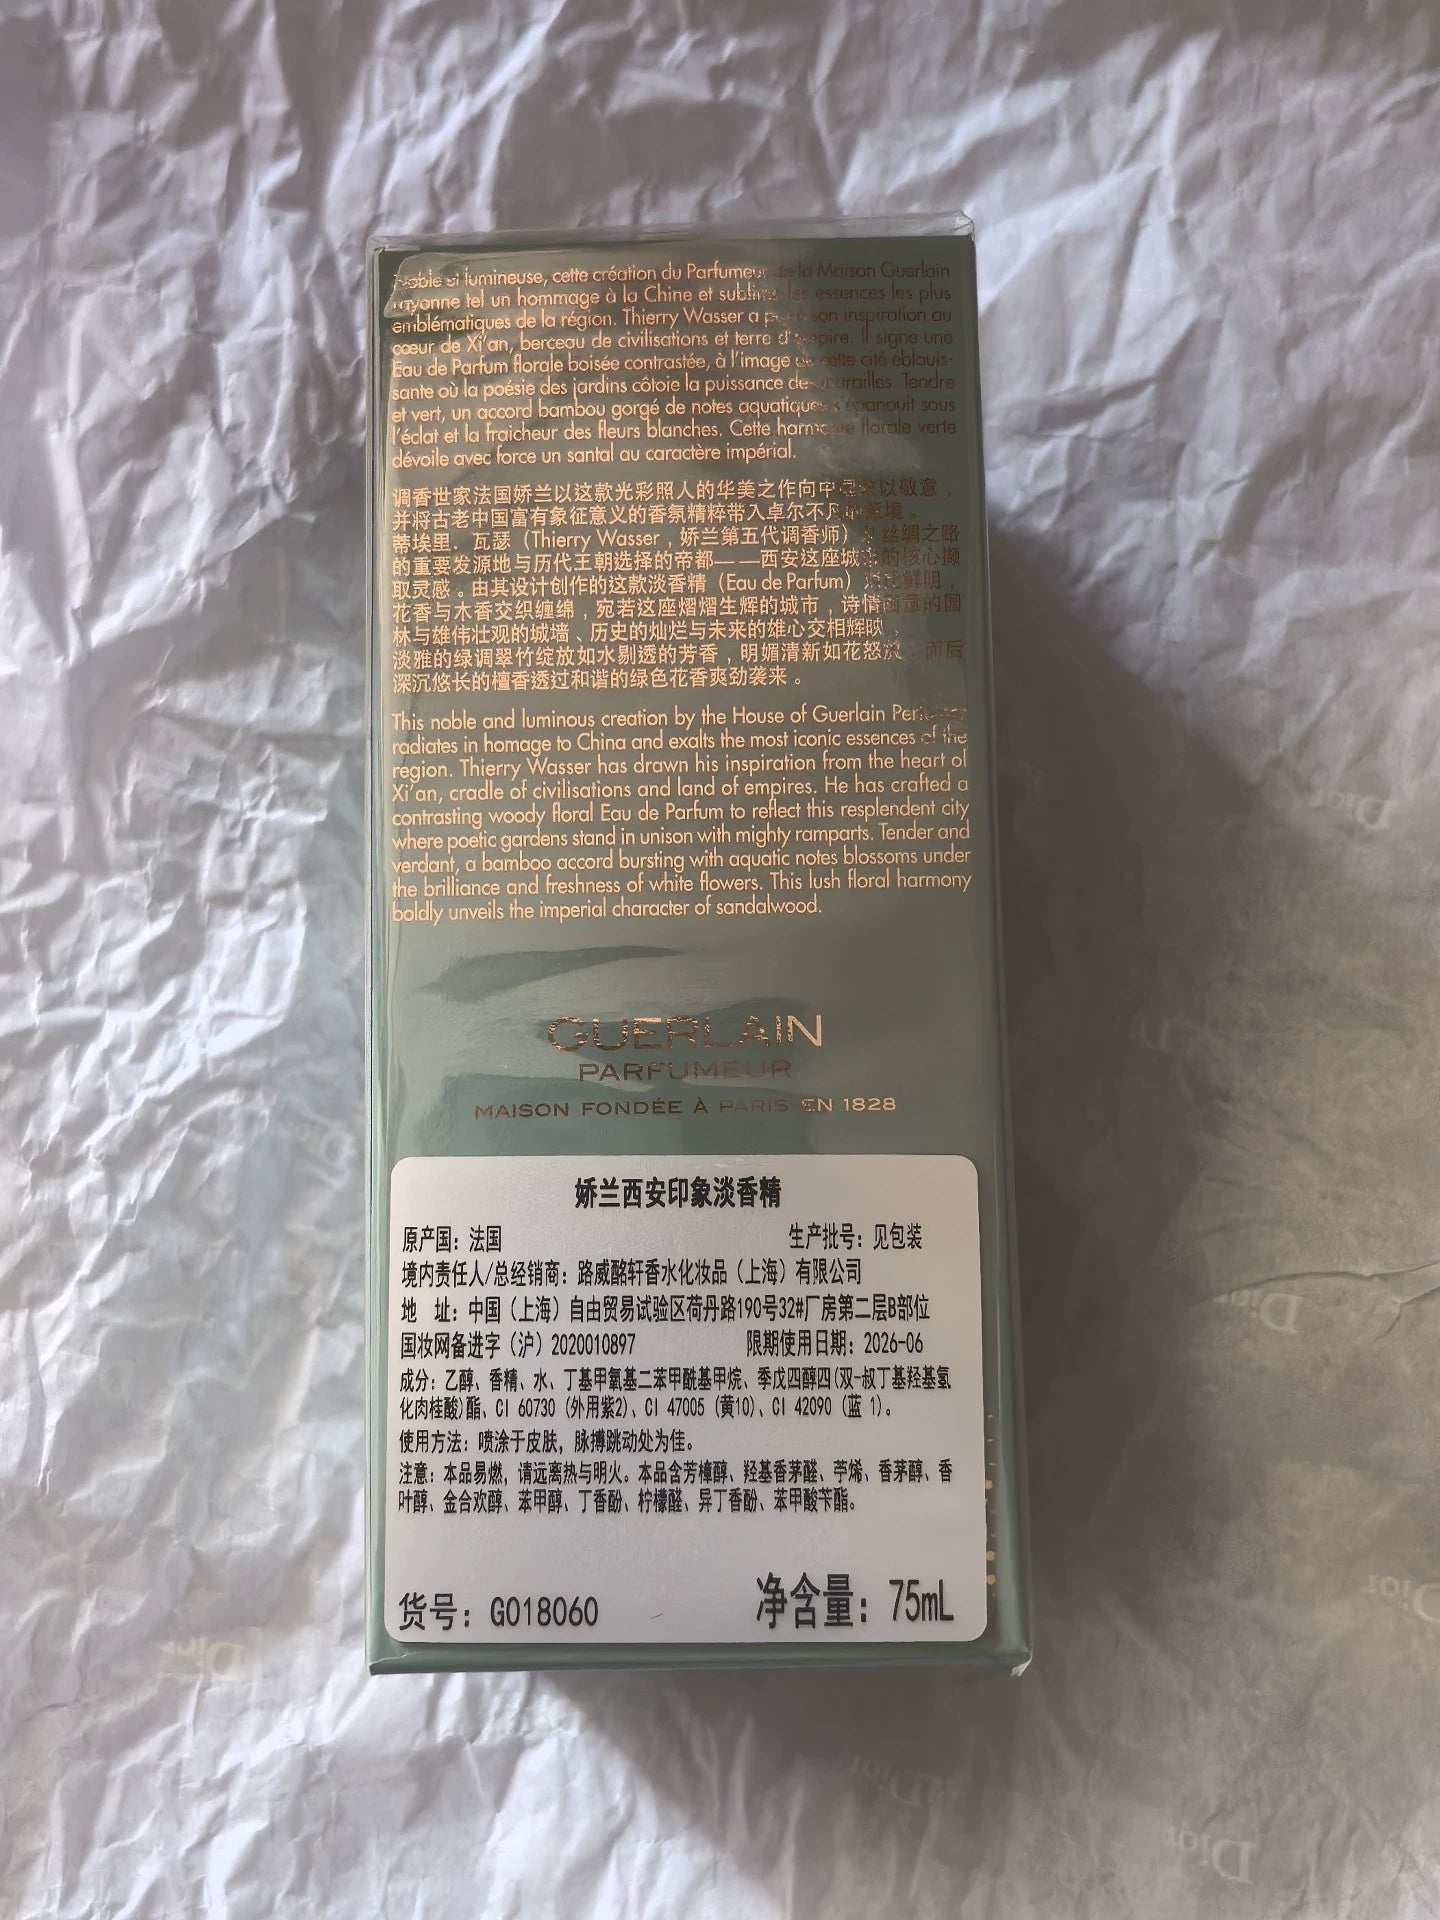 Noble et lumineuse, cette création du Parfumeur de la Maison Guerlain
rayonne tel un hommage à la Chine et sublime les essences les plus
emblématiques de la région. Thierry Wasser a puisé son inspiration au
cœur de Xi'an, berceau de civilisations et terre d'empire. Il signe une
Eau de Parfum florale boisée contrastée, à l'image de cette cité éblouis-
sante où la poésie des jardins côtoie la puissance des murailles. Tendre
et vert, un accord bambou gorgé de notes aquatiques s'épanouit sous
l'éclat et la fraicheur des fleurs blanches. Cette harmonie florale verte
dévoile avec force un santal au caractère impérial.
调香世家法国娇兰以这款光彩照人的华美之作向中国致以敬意，
并将古老中国富有象征意义的香氛精粹带入卓尔不凡的 境。
蒂埃里．瓦瑟（Thierry Wasser，娇兰第五代调香师）从丝绸之路
的重要发源地与历代王朝选择的帝都——西安这座城市的核心撷
取灵感。由其设计创作的这款淡香精（Eau de Parfum）对比鲜明，
花香与木香交织缠绵，宛若这座熠熠生辉的城市，诗情画意的园
林与雄伟壮观的城墙、历史的灿烂与未来的雄心交相辉映。
淡雅的绿调翠竹绽放如水剔透的芳香，明媚清新如花怒放。而后
深沉悠长的檀香透过和谐的绿色花香爽劲袭来。
This noble and luminous creation by the House of Guerlain Perfumer
radiates in homage to China and exalts the most iconic essences of the
region. Thierry Wasser has drawn his inspiration from the heart of
Xi'an, cradle of civilisations and land of empires. He has crafted a
contrasting woody floral Eau de Parfum to reflect this resplendent city
where poetic gardens stand in unison with mighty ramparts. Tender and
verdant, a bamboo accord bursting with aquatic notes blossoms under
the brilliance and freshness of white flowers. This lush floral harmony
boldly unveils the imperial character of sandalwood.
GUERLAIN
PARFUMEUR
MAISON FONDÉE À PARIS EN 1828
娇兰西安印象淡香精
原产国：法国 生产批号：见包装
境内责任人/总经销商：路威酩轩香水化妆品（上海）有限公司
地 址：中国（上海）自由贸易试验区荷丹路190号32#厂房第二层B部位
国妆网备进字（沪）2020010897 限期使用日期：2026-06
成分：乙醇、香精、水、丁基甲氧基二苯甲酰基甲烷、季戊四醇四(双-叔丁基羟基氢
化肉桂酸)酯、CI 60730（外用紫2）、CI 47005（黄10）、CI 42090（蓝 1）。
使用方法：喷涂于皮肤，脉搏跳动处为佳。
注意：本品易燃，请远离热与明火。本品含芳樟醇、羟基香茅醛、苧烯、香茅醇、香
叶醇、金合欢醇、苯甲醇、丁香酚、柠檬醛、异丁香酚、苯甲酸苄酯。
货号：G018060 净含量：75mL
Dior
Dior
Dior
Dior
Dior